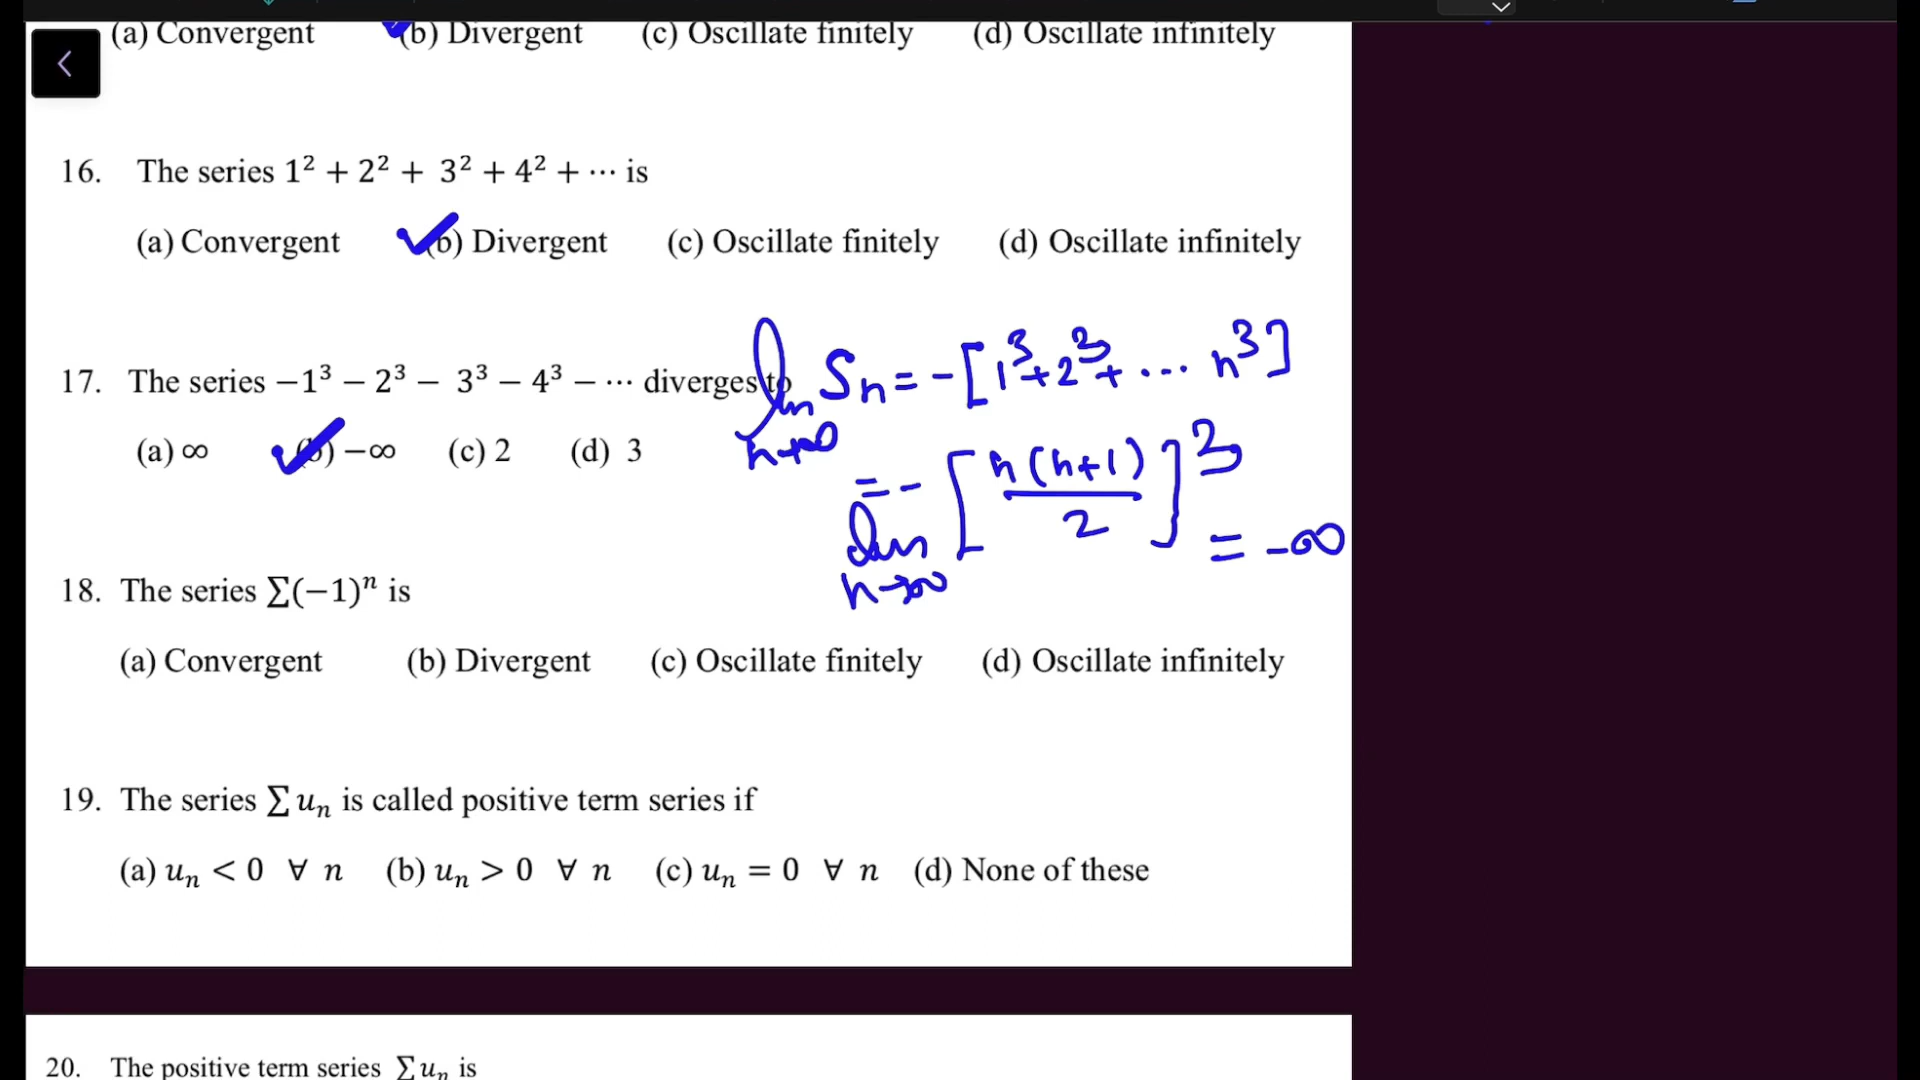 (a) Convergent (b) Divergent (c) Oscillate finitely (d) Oscillate infinitely
16. The series 1² + 2² + 3² + 4² + ⋯ is
(a) Convergent (b) Divergent (c) Oscillate finitely (d) Oscillate infinitely
17. The series −1³ − 2³ − 3³ − 4³ − ⋯ diverges to
(a) ∞ (b) −∞ (c) 2 (d) 3
lim Sn = -[1³+2³+... n³]
n→∞
= - [n(n+1)/2]³
lim = -∞
n→∞
18. The series ∑(−1)ⁿ is
(a) Convergent (b) Divergent (c) Oscillate finitely (d) Oscillate infinitely
19. The series ∑ uₙ is called positive term series if
(a) uₙ < 0 ∀ n (b) uₙ > 0 ∀ n (c) uₙ = 0 ∀ n (d) None of these
20. The positive term series ∑uₙ is